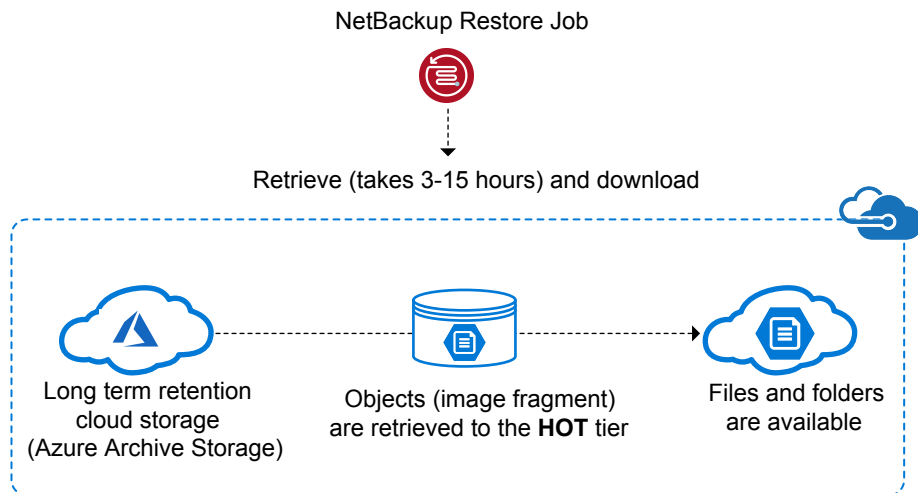 NetBackup Restore Job
Retrieve (takes 3-15 hours) and download
Long term retention
cloud storage
(Azure Archive Storage)
Objects (image fragment)
are retrieved to the HOT tier
Files and folders
are available